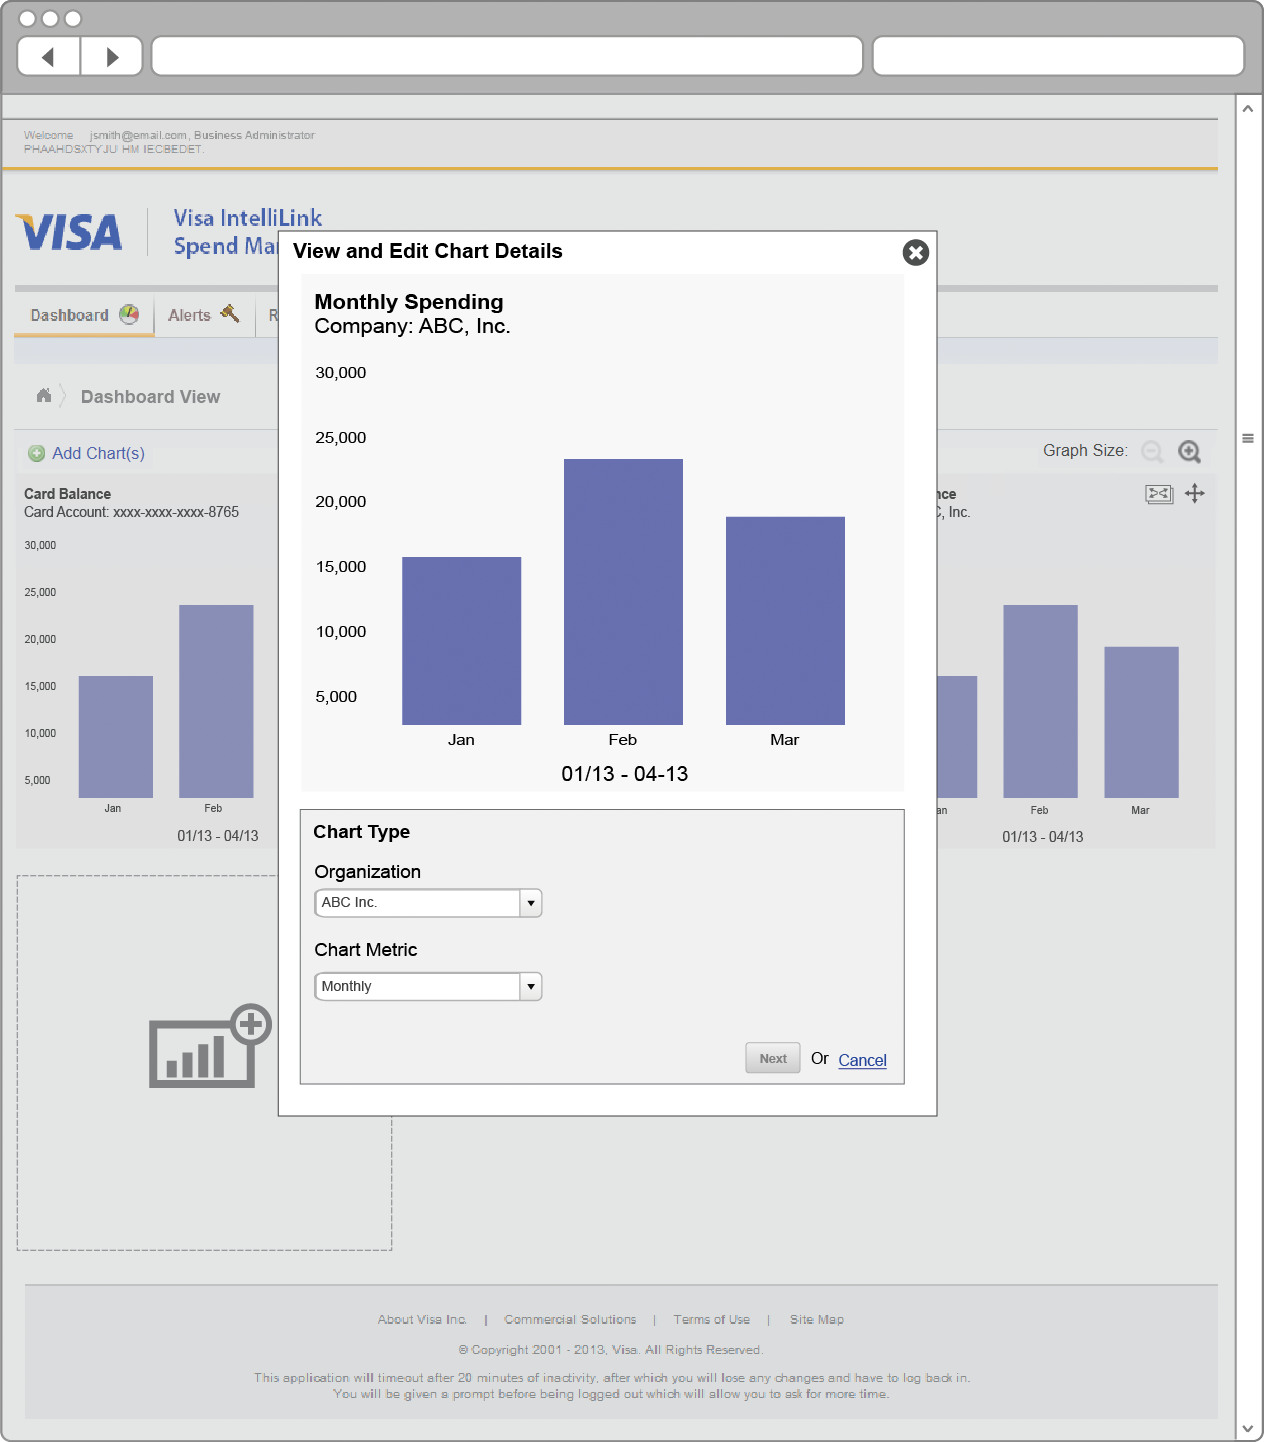 Welcome jsmith@email.com, Business Administrator
VISA
Visa IntelliLink
Spend
Dashboard
Alerts
Dashboard View
Add Chart(s)
Graph Size:
Card Balance
Card Account: xxxx-xxxx-xxxx-8765
30,000
25,000
20,000
15,000
10,000
5,000
Jan
Feb
01/13 - 04/13
View and Edit Chart Details
Monthly Spending
Company: ABC, Inc.
30,000
25,000
20,000
15,000
10,000
5,000
Jan
Feb
Mar
01/13 - 04-13
Chart Type
Organization
ABC Inc.
Chart Metric
Monthly
Next Or Cancel
Inc.
Feb
Mar
01/13 - 04/13
About Visa Inc. | Commercial Solutions | Terms of Use | Site Map
© Copyright 2001 - 2013, Visa. All Rights Reserved.
This application will timeout after 20 minutes of inactivity, after which you will lose any changes and have to log back in.
You will be given a prompt before being logged out which will allow you to ask for more time.